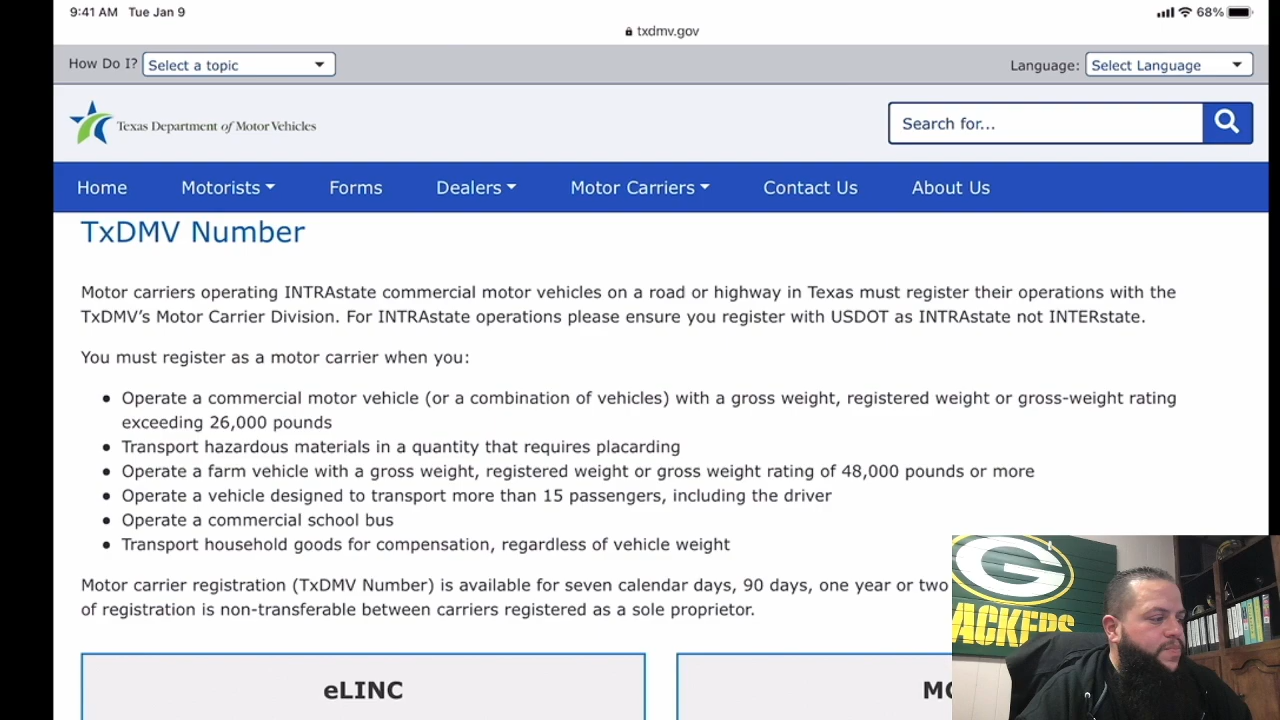 9:41 AM Tue Jan 9
68%
txdmv.gov
How Do I? Select a topic
Language: Select Language
Texas Department of Motor Vehicles
Search for...
Home Motorists Forms Dealers Motor Carriers Contact Us About Us
TxDMV Number
Motor carriers operating INTRAstate commercial motor vehicles on a road or highway in Texas must register their operations with the
TxDMV’s Motor Carrier Division. For INTRAstate operations please ensure you register with USDOT as INTRAstate not INTERstate.
You must register as a motor carrier when you:
• Operate a commercial motor vehicle (or a combination of vehicles) with a gross weight, registered weight or gross-weight rating
exceeding 26,000 pounds
• Transport hazardous materials in a quantity that requires placarding
• Operate a farm vehicle with a gross weight, registered weight or gross weight rating of 48,000 pounds or more
• Operate a vehicle designed to transport more than 15 passengers, including the driver
• Operate a commercial school bus
• Transport household goods for compensation, regardless of vehicle weight
Motor carrier registration (TxDMV Number) is available for seven calendar days, 90 days, one year or two
of registration is non-transferable between carriers registered as a sole proprietor.
eLINC
MC
G
ACKERS